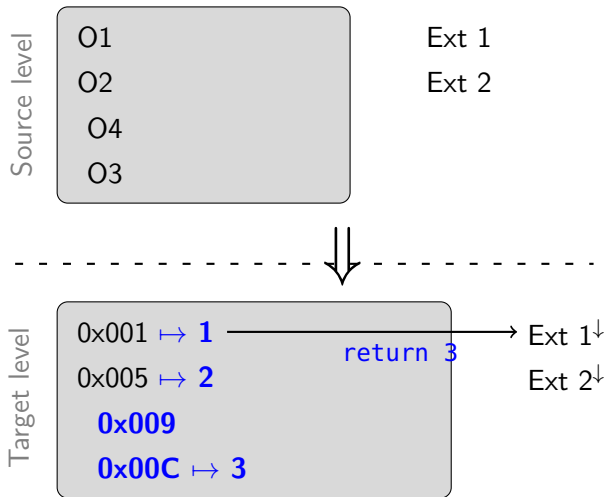 Source level
O1
Ext 1
O2
Ext 2
O4
O3
Target level
0x001 ↦ 1
Ext 1↓
return 3
0x005 ↦ 2
Ext 2↓
0x009
0x00C ↦ 3